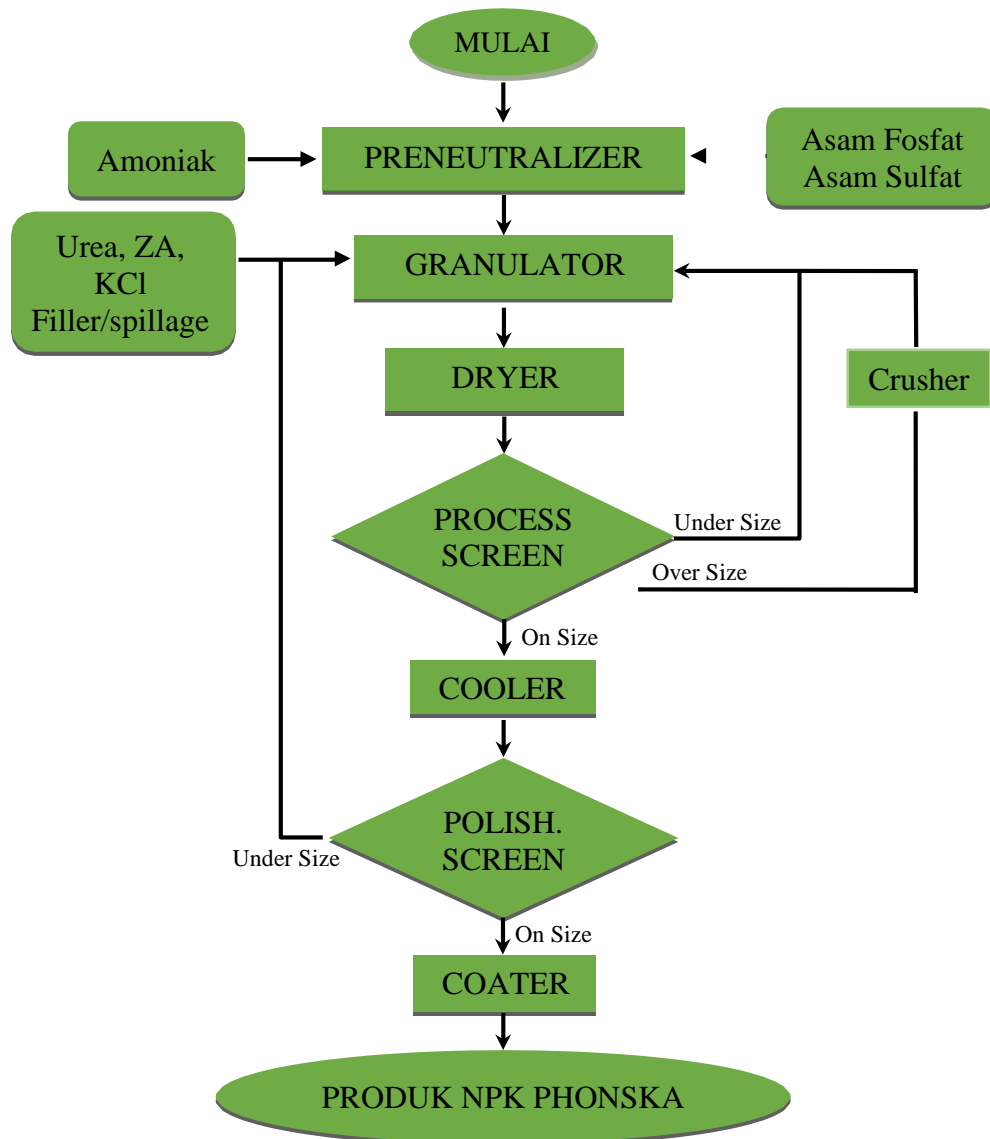 MULAI
Amoniak
PRENEUTRALIZER
Asam Fosfat
Asam Sulfat
Urea, ZA,
KCl
Filler/spillage
GRANULATOR
DRYER
Crusher
PROCESS
SCREEN
Under Size
Over Size
On Size
COOLER
POLISH.
SCREEN
Under Size
On Size
COATER
PRODUK NPK PHONSKA